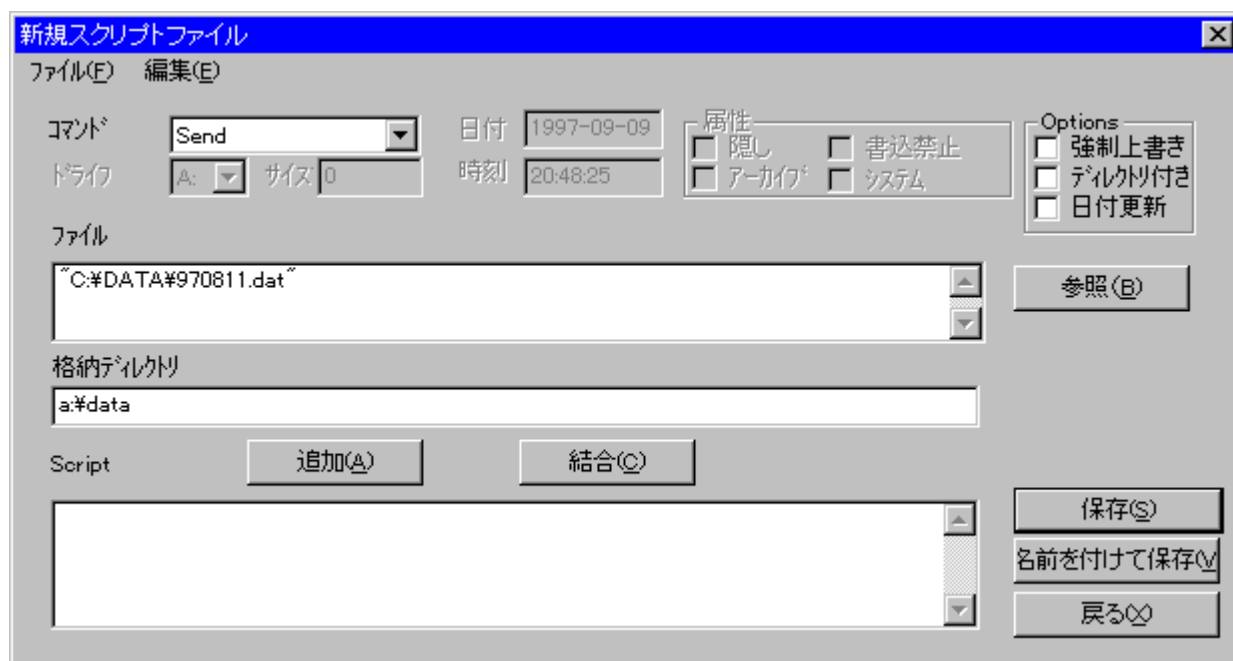 新規スクリプトファイル
ファイル(F) 編集(E)
コマンド Send 日付 1997-09-09 属性 隠し 書込禁止 Options 強制上書き
ドライブ A: サイズ 0 時刻 20:48:25 アーカイブ システム ディレクトリ付き
日付更新
ファイル
"C:¥DATA¥970811.dat" 参照(B)
格納ディレクトリ
a:¥data
Script 追加(A) 結合(C)
保存(S)
名前を付けて保存(V
戻る(X)